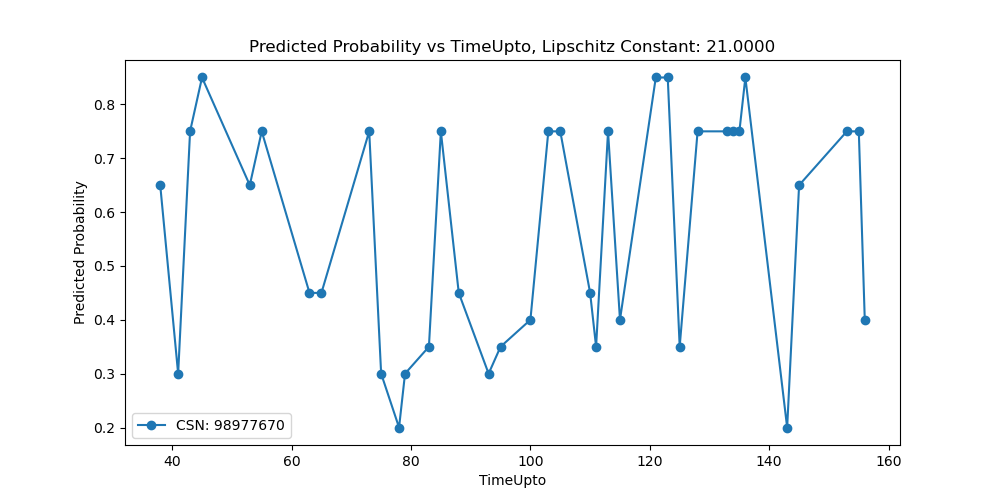 Predicted Probability vs TimeUpto, Lipschitz Constant: 21.0000
Predicted Probability
0.8
0.7
0.6
0.5
0.4
0.3
0.2
CSN: 98977670
40 60 80 100 120 140 160
TimeUpto